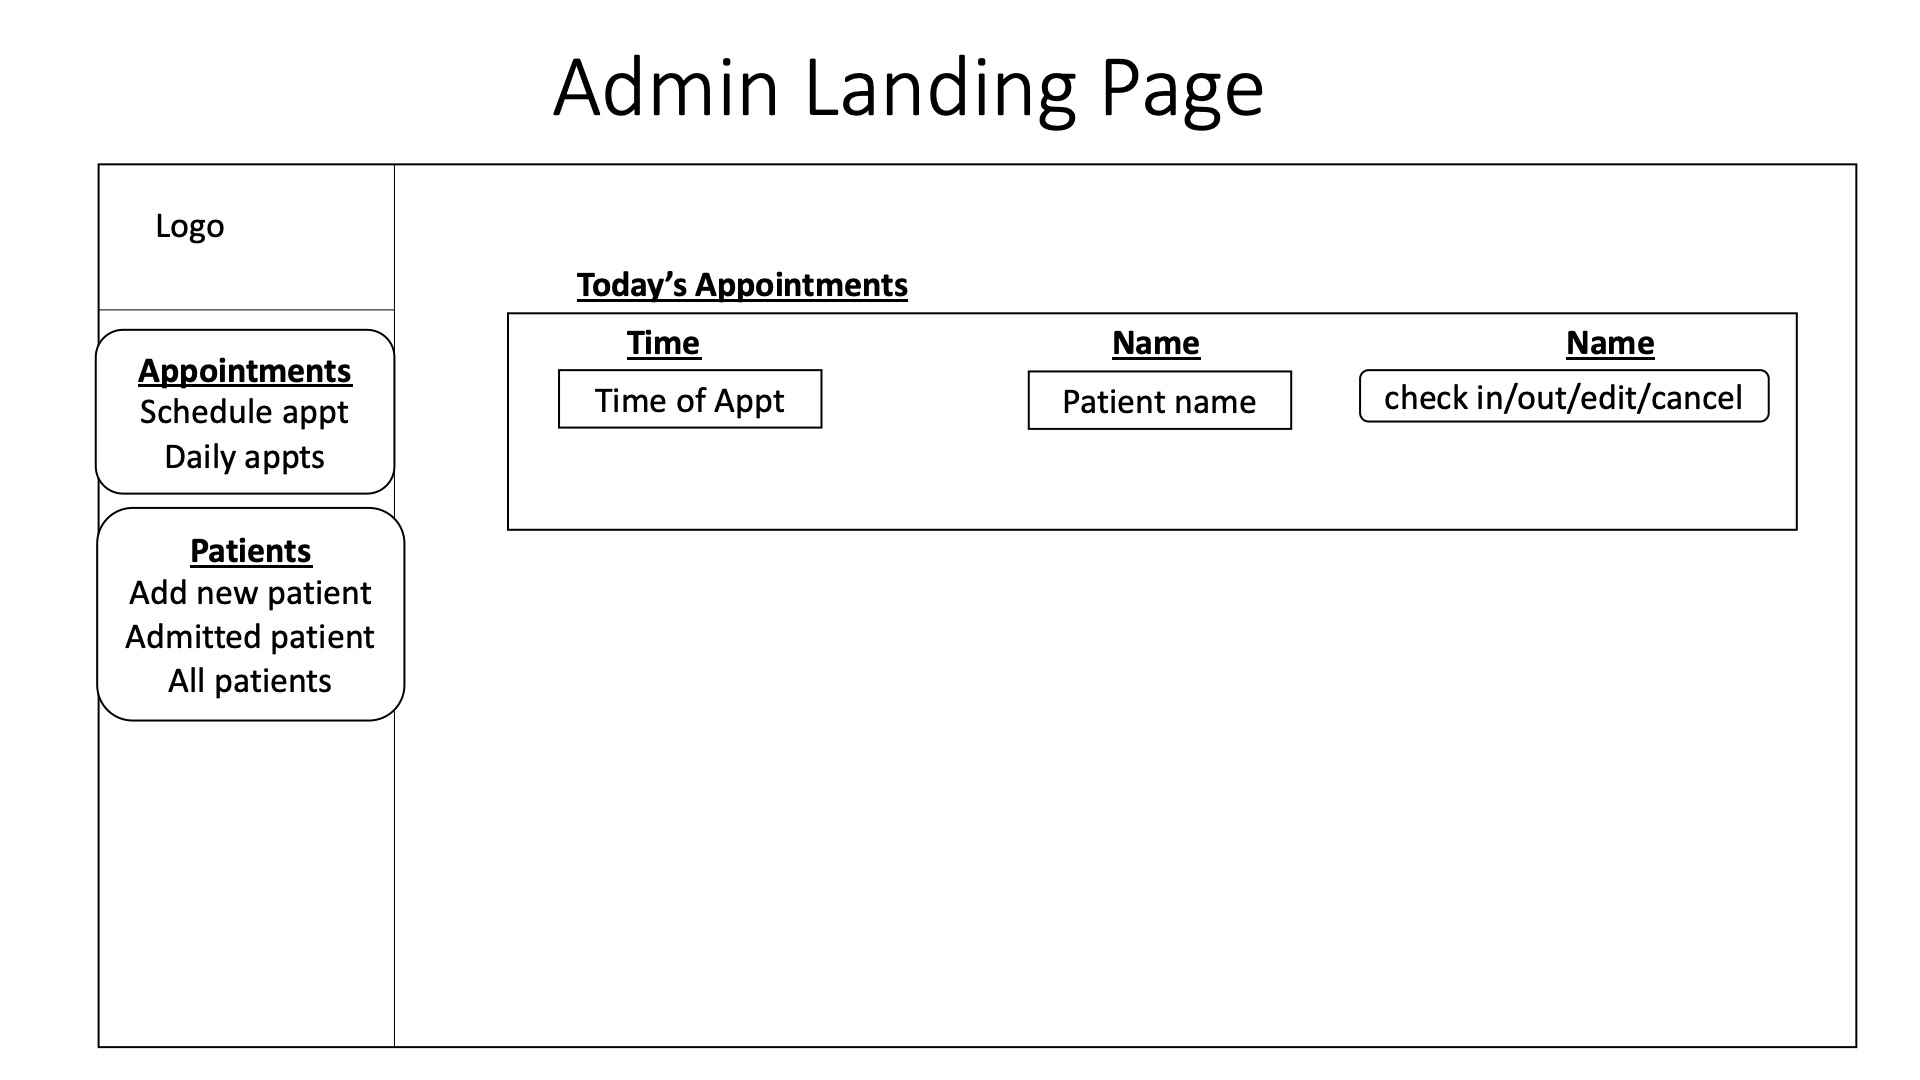 Admin Landing Page
Logo
Appointments
Schedule appt
Daily appts
Patients
Add new patient
Admitted patient
All patients
Today’s Appointments
Time
Name
Name
Time of Appt
Patient name
check in/out/edit/cancel